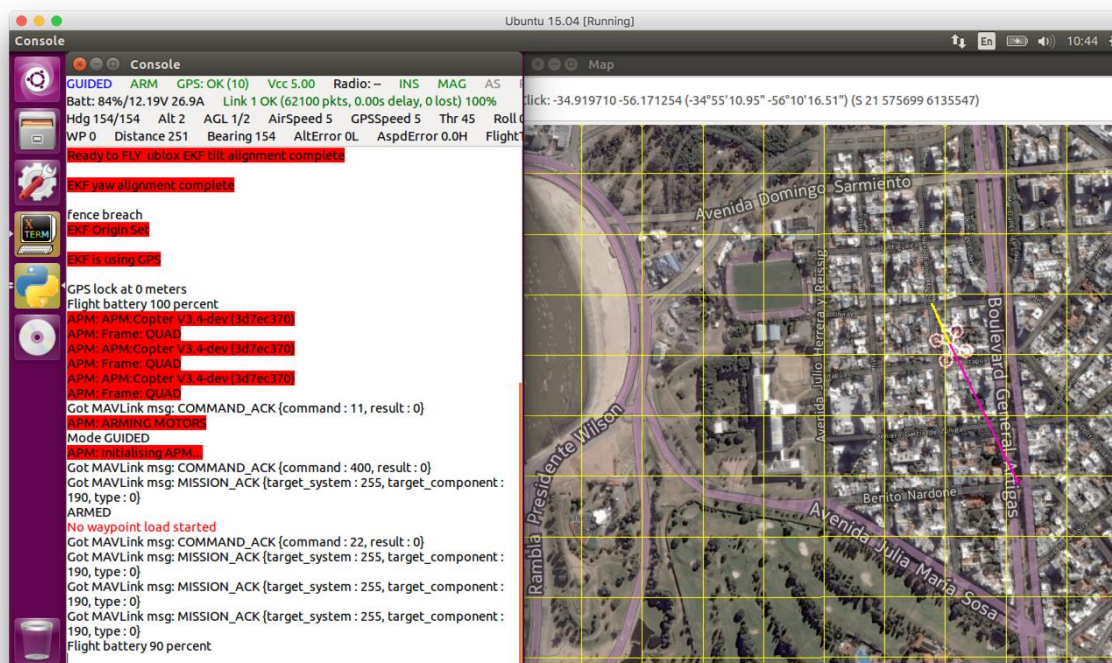 Ubuntu 15.04 [Running]
Console
En
10:44
Console
GUIDED ARM GPS: OK (10) Vcc 5.00 Radio: -- INS MAG AS
Batt: 84%/12.19V 26.9A Link 1 OK (62100 pkts, 0.00s delay, 0 lost) 100%
Hdg 154/154 Alt 2 AGL 1/2 AirSpeed 5 GPSSpeed 5 Thr 45 Roll
WP 0 Distance 251 Bearing 154 AltError 0L AspdError 0.0H Flight
Ready to FLY ublox EKF tilt alignment complete
EKF yaw alignment complete
fence breach
EKF Origin Set
EKF is using GPS
GPS lock at 0 meters
Flight battery 100 percent
APM: APM:Copter V3.4-dev (3d7ec370)
APM: Frame: QUAD
APM: APM:Copter V3.4-dev (3d7ec370)
APM: Frame: QUAD
APM: APM:Copter V3.4-dev (3d7ec370)
APM: Frame: QUAD
Got MAVLink msg: COMMAND_ACK {command : 11, result : 0}
APM: ARMING MOTORS
Mode GUIDED
APM: Initialising APM...
Got MAVLink msg: COMMAND_ACK {command : 400, result : 0}
Got MAVLink msg: MISSION_ACK {target_system : 255, target_component :
190, type : 0}
ARMED
No waypoint load started
Got MAVLink msg: COMMAND_ACK {command : 22, result : 0}
Got MAVLink msg: MISSION_ACK {target_system : 255, target_component :
190, type : 0}
Got MAVLink msg: MISSION_ACK {target_system : 255, target_component :
190, type : 0}
Got MAVLink msg: MISSION_ACK {target_system : 255, target_component :
190, type : 0}
Flight battery 90 percent
X
TERM
Map
Click: -34.919710 -56.171254 (-34°55'10.95" -56°10'16.51") (S 21 575699 6135547)
Avenida Domingo Sarmiento
Avenida Julio Herrera y Reissig
Boulevard General Artigas
Rambla Presidente Wilson
Benito Nardone
Avenida Julia María Sosa